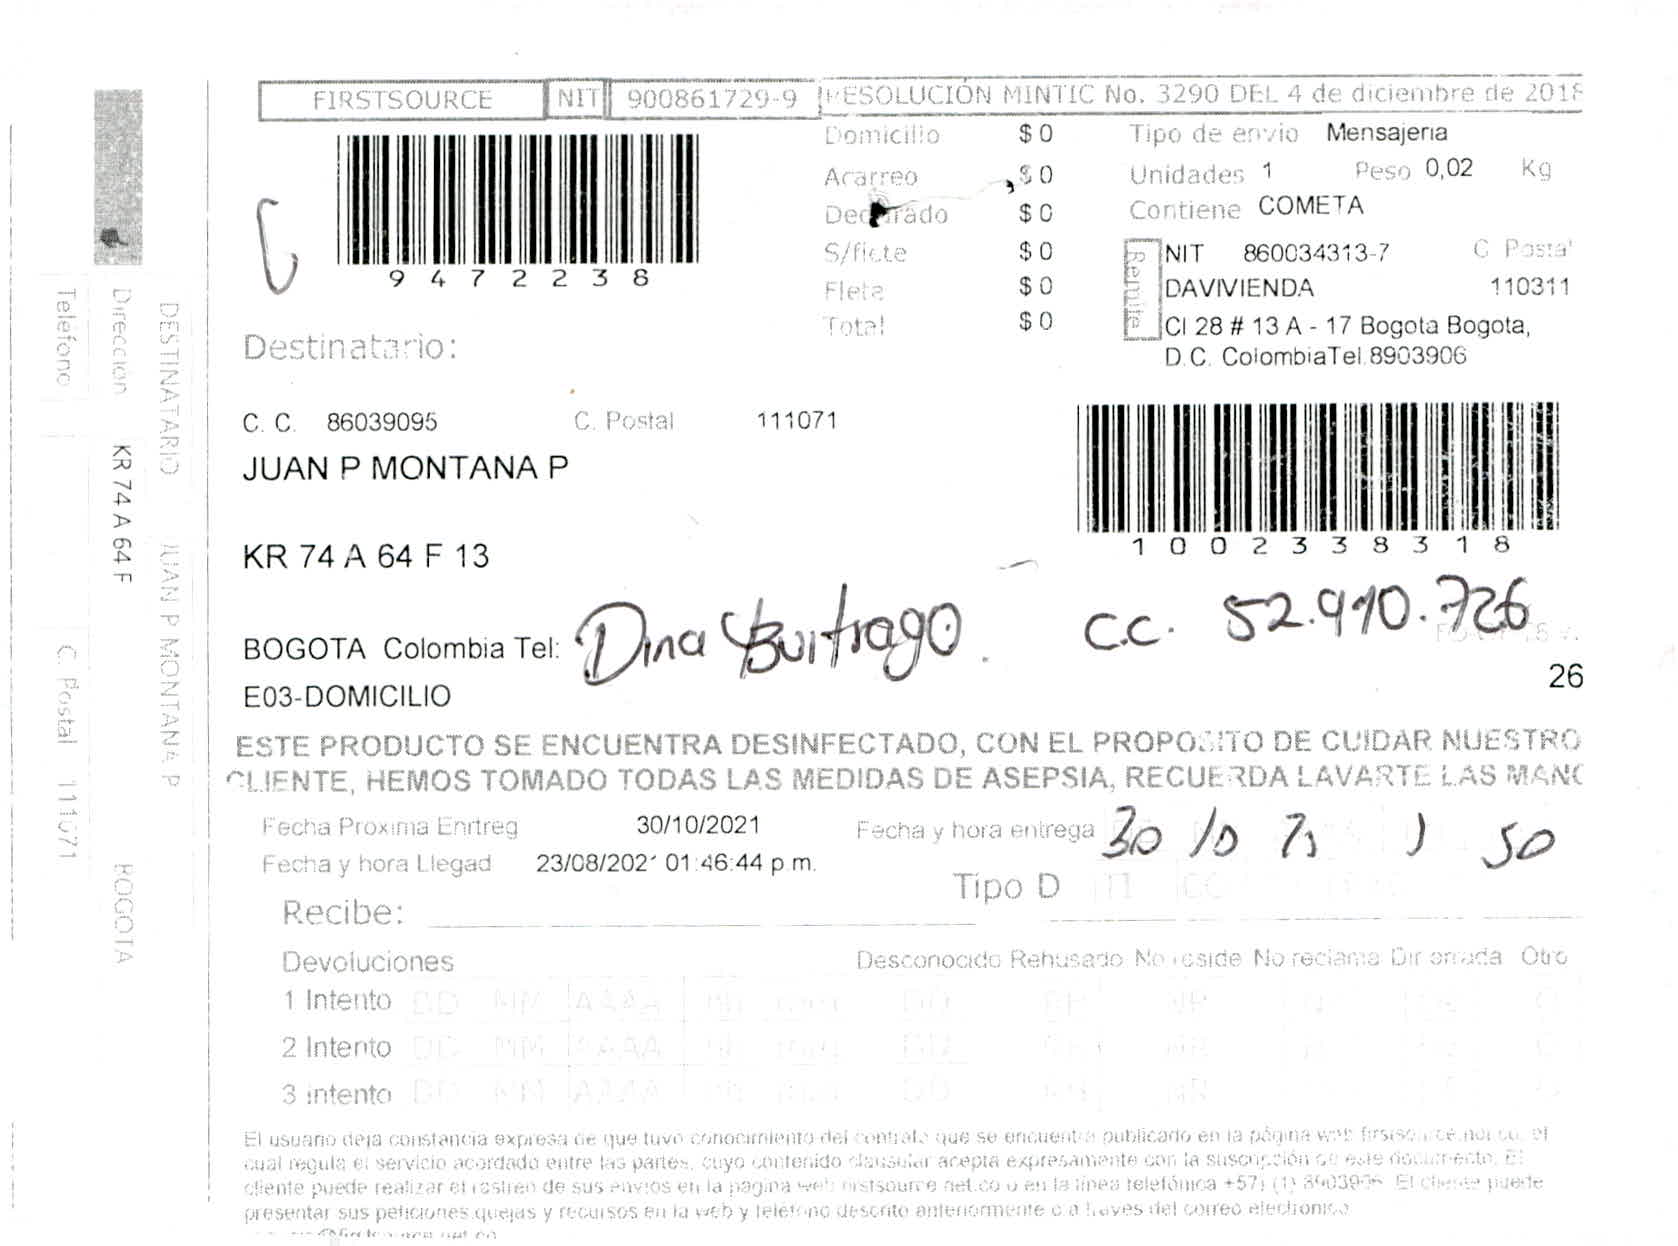 FIRSTSOURCE NIT 900861729-9 RESOLUCIÓN MINTIC No. 3290 DEL 4 de diciembre de 2018
Domicilio $ 0
Acarreo $ 0
Declarado $ 0
S/flete $ 0
Flete $ 0
Total $ 0
Tipo de envio Mensajeria
Unidades 1 Peso 0,02 Kg
Contiene COMETA
Remite
NIT 860034313-7 C Postal
DAVIVIENDA 110311
Cl 28 # 13 A - 17 Bogota Bogota,
D.C. ColombiaTel.8903906
9472238
Destinatario:
C. C. 86039095 C. Postal 111071
JUAN P MONTANA P
KR 74 A 64 F 13
1002338318
BOGOTA Colombia Tel:
Dina Buitrago. C.C. 52.910.726
E03-DOMICILIO
26
ESTE PRODUCTO SE ENCUENTRA DESINFECTADO, CON EL PROPOSITO DE CUIDAR NUESTRO
CLIENTE, HEMOS TOMADO TODAS LAS MEDIDAS DE ASEPSIA, RECUERDA LAVARTE LAS MANO
Fecha Proxima Enrtreg 30/10/2021 Fecha y hora entrega 30 10 21 1 50
Fecha y hora Llegad 23/08/2021 01:46:44 p.m.
Tipo D
Recibe:
Devoluciones Desconocido Rehusado No reside No reclama Dir errada Otro
1 Intento DD MM AAAA
2 Intento DD MM AAAA
3 intento DD MM AAAA
El usuario deja constancia expresa de que tuvo conocimiento del contrato que se encuentra publicado en la página web firstsource.net.co, el
cual regula el servicio acordado entre las partes, cuyo contenido clausular acepta expresamente con la suscripción de este documento. El
cliente puede realizar el rastreo de sus envios en la pagina web firstsource.net.co o en la línea telefónica +57) (1) 8903906 El cliente puede
presentar sus peticiones quejas y recursos en la web y teléfono descrito anteriormente o a traves del correo electronico
DESTINATARIO JUAN P MONTANA P
Dirección KR 74 A 64 F BOGOTA
Teléfono C. Postal 111071